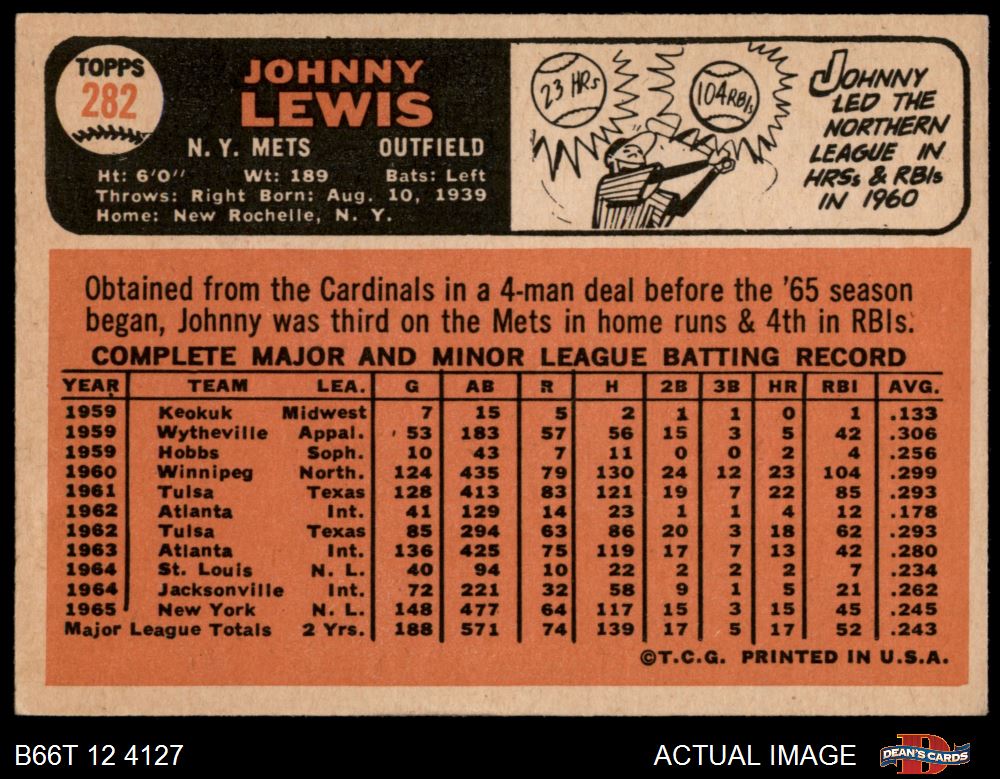 TOPPS
282
JOHNNY
LEWIS
N. Y. METS OUTFIELD
Ht: 6'0" Wt: 189 Bats: Left
Throws: Right Born: Aug. 10, 1939
Home: New Rochelle, N. Y.
23 HRs
104 RBIs
JOHNNY
LED THE
NORTHERN
LEAGUE IN
HRSs & RBIs
IN 1960
Obtained from the Cardinals in a 4-man deal before the '65 season
began, Johnny was third on the Mets in home runs & 4th in RBIs.
COMPLETE MAJOR AND MINOR LEAGUE BATTING RECORD
YEAR TEAM LEA. G AB R H 2B 3B HR RBI AVG.
1959 Keokuk Midwest 7 15 5 2 1 1 0 1 .133
1959 Wytheville Appal. 53 183 57 56 15 3 5 42 .306
1959 Hobbs Soph. 10 43 7 11 0 0 2 4 .256
1960 Winnipeg North. 124 435 79 130 24 12 23 104 .299
1961 Tulsa Texas 128 413 83 121 19 7 22 85 .293
1962 Atlanta Int. 41 129 14 23 1 1 4 12 .178
1962 Tulsa Texas 85 294 63 86 20 3 18 62 .293
1963 Atlanta Int. 136 425 75 119 17 7 13 42 .280
1964 St. Louis N. L. 40 94 10 22 2 2 2 7 .234
1964 Jacksonville Int. 72 221 32 58 9 1 5 21 .262
1965 New York N. L. 148 477 64 117 15 3 15 45 .245
Major League Totals 2 Yrs. 188 571 74 139 17 5 17 52 .243
©T.C.G. PRINTED IN U.S.A.
B66T 12 4127 ACTUAL IMAGE DEAN'S CARDS